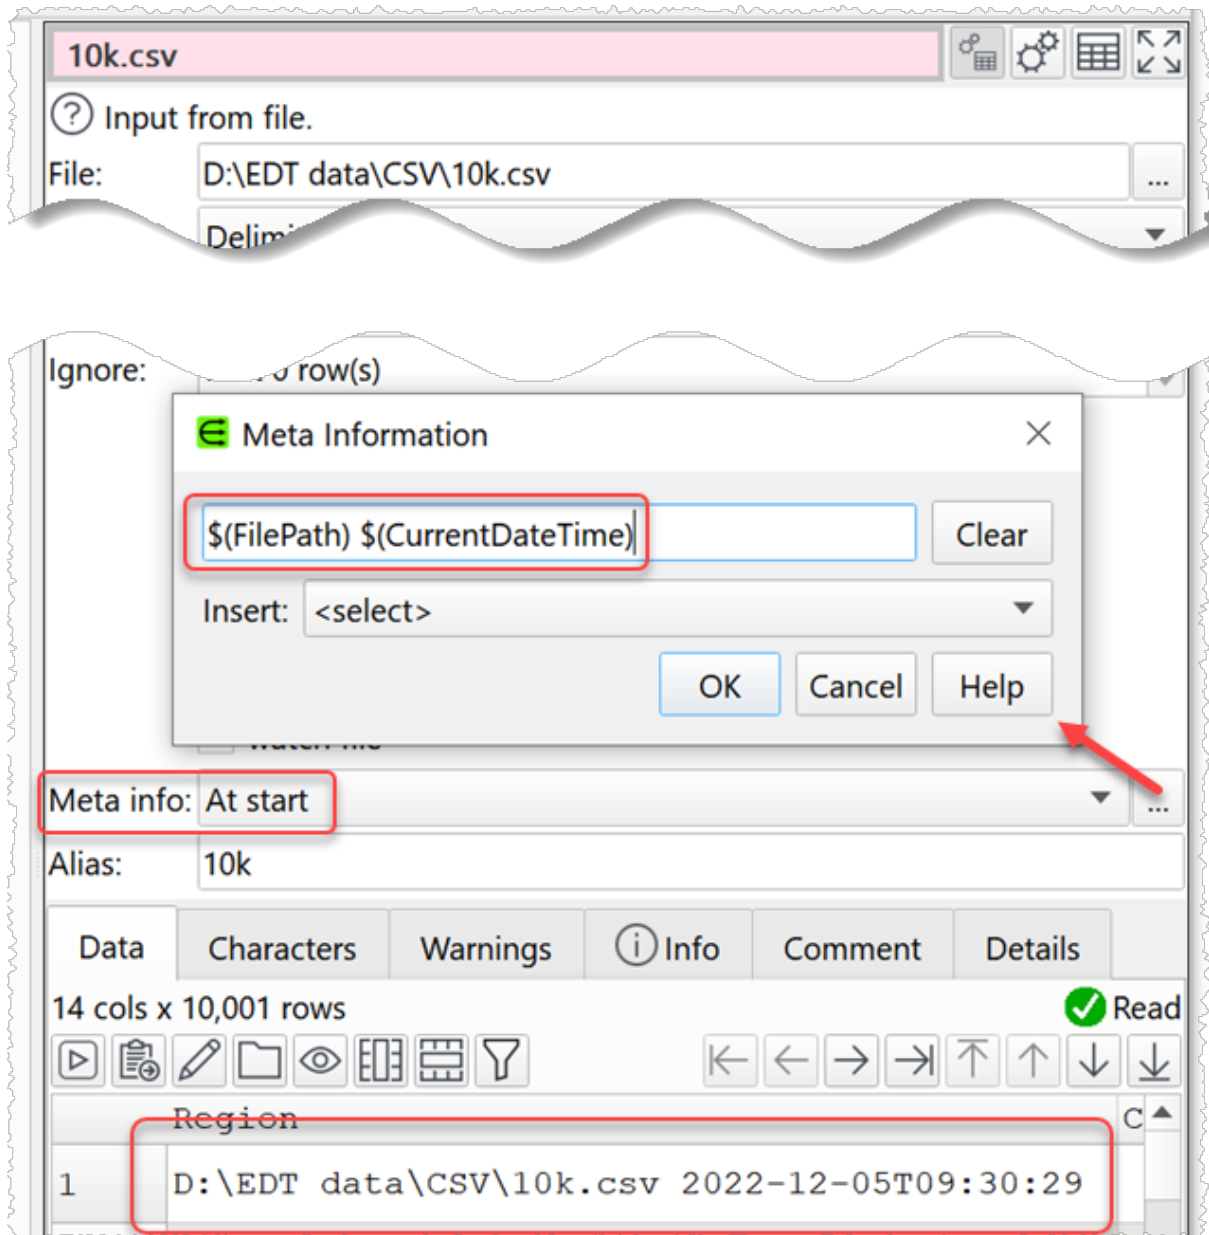 10k.csv
Input from file.
File: D:\EDT data\CSV\10k.csv ...
Ignore: row(s)
Meta Information
$(FilePath) $(CurrentDateTime) Clear
Insert: <select>
OK Cancel Help
Meta info: At start ...
Alias: 10k
Data Characters Warnings Info Comment Details
14 cols x 10,001 rows Read
Region C
1 D:\EDT data\CSV\10k.csv 2022-12-05T09:30:29